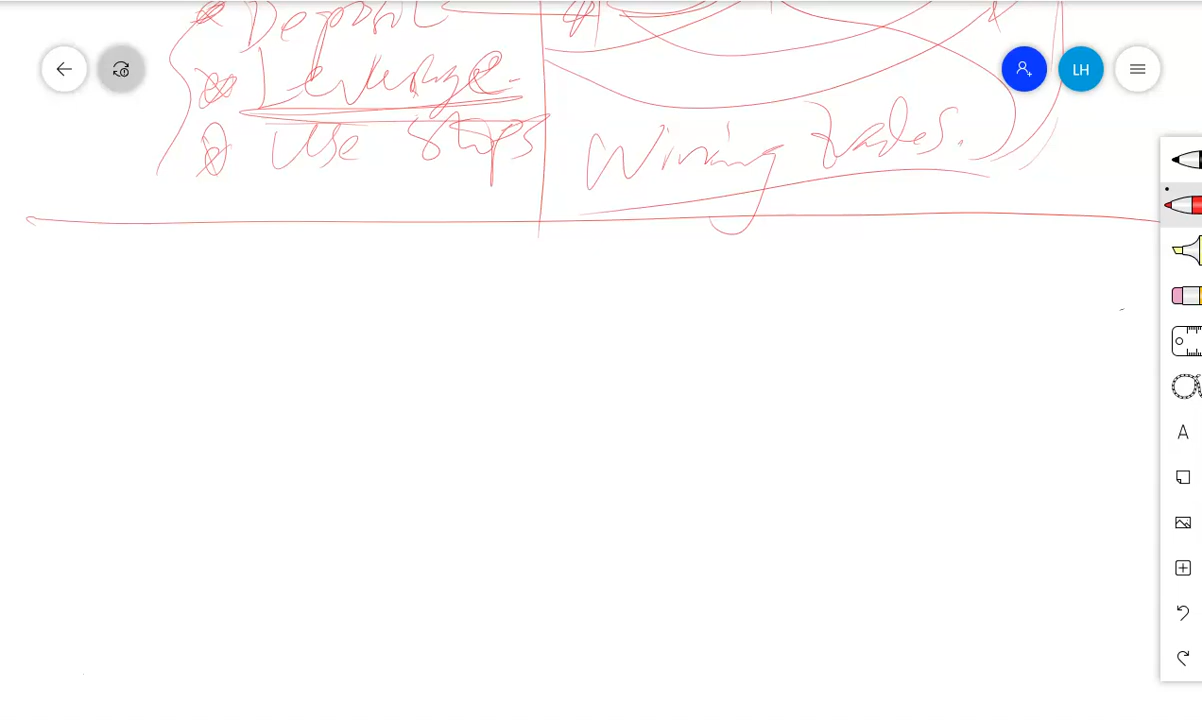 Deposit
Leverage.
Use Stops
Winning trades.
LH
A